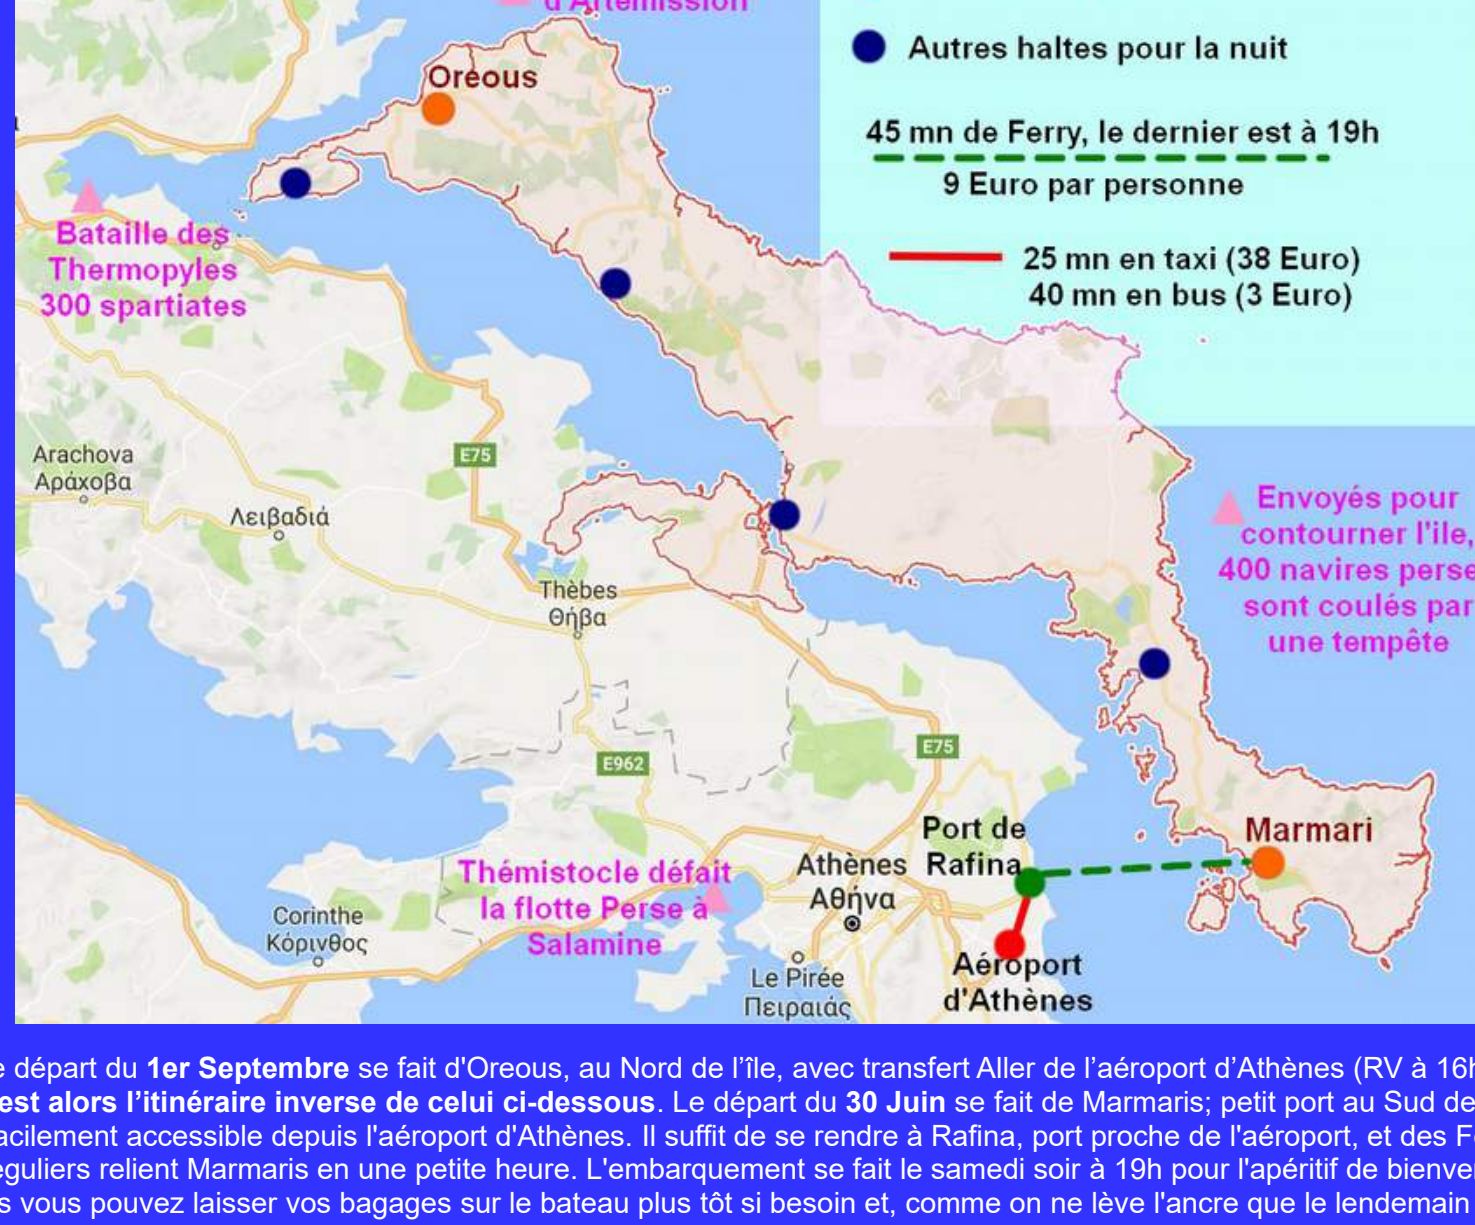 d'Artémission
Autres haltes pour la nuit
Oréous
45 mn de Ferry, le dernier est à 19h
9 Euro par personne
Bataille des
Thermopyles
300 spartiates
25 mn en taxi (38 Euro)
40 mn en bus (3 Euro)
Arachova
Αράχοβα
E75
Λειβαδιά
Envoyés pour
contourner l'ile,
400 navires perse
sont coulés par
une tempête
Thèbes
Θήβα
E75
E962
Port de
Rafina
Marmari
Thémistocle défait
la flotte Perse à
Salamine
Athènes
Αθήνα
Corinthe
Κόρινθος
Le Pirée
Πειραιάς
Aéroport
d'Athènes
e départ du 1er Septembre se fait d'Oreous, au Nord de l’île, avec transfert Aller de l’aéroport d’Athènes (RV à 16h
est alors l’itinéraire inverse de celui ci-dessous. Le départ du 30 Juin se fait de Marmaris; petit port au Sud de
acilement accessible depuis l'aéroport d'Athènes. Il suffit de se rendre à Rafina, port proche de l'aéroport, et des Fe
éguliers relient Marmaris en une petite heure. L'embarquement se fait le samedi soir à 19h pour l'apéritif de bienver
s vous pouvez laisser vos bagages sur le bateau plus tôt si besoin et, comme on ne lève l'ancre que le lendemain